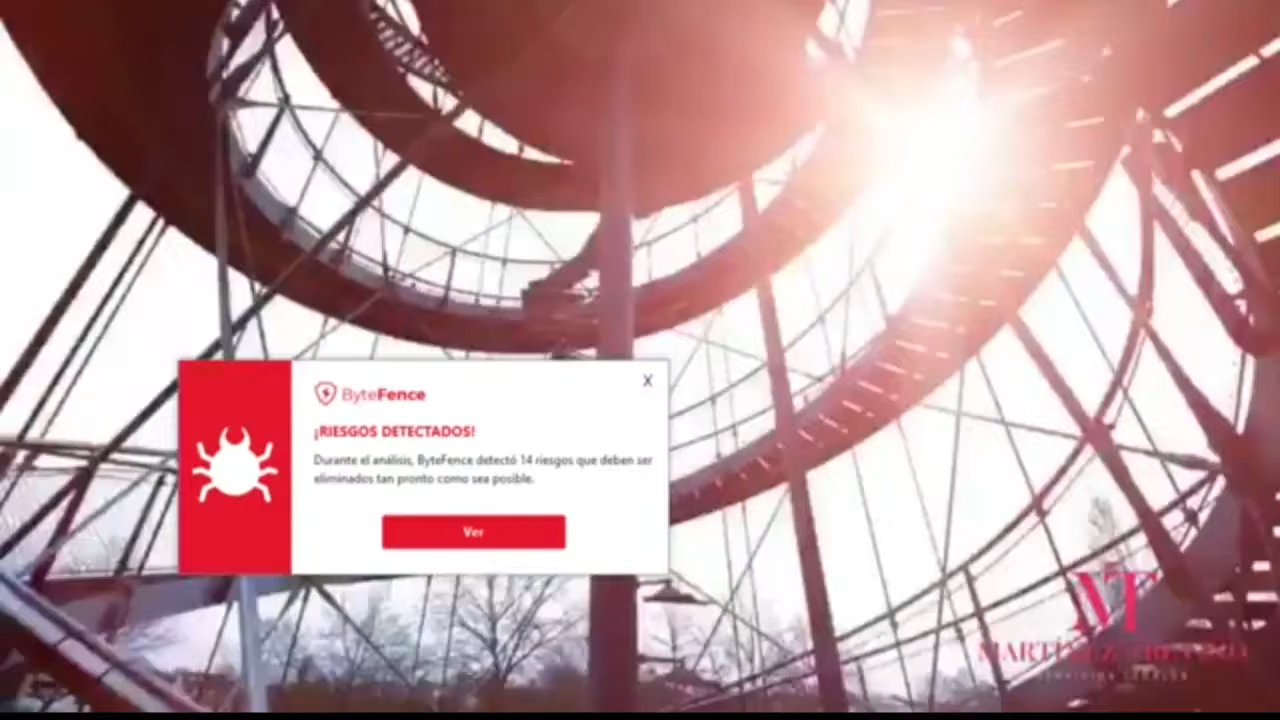 ByteFence
X
¡RIESGOS DETECTADOS!
Durante el análisis, ByteFence detectó 14 riesgos que deben ser
eliminados tan pronto como sea posible.
Ver
MT